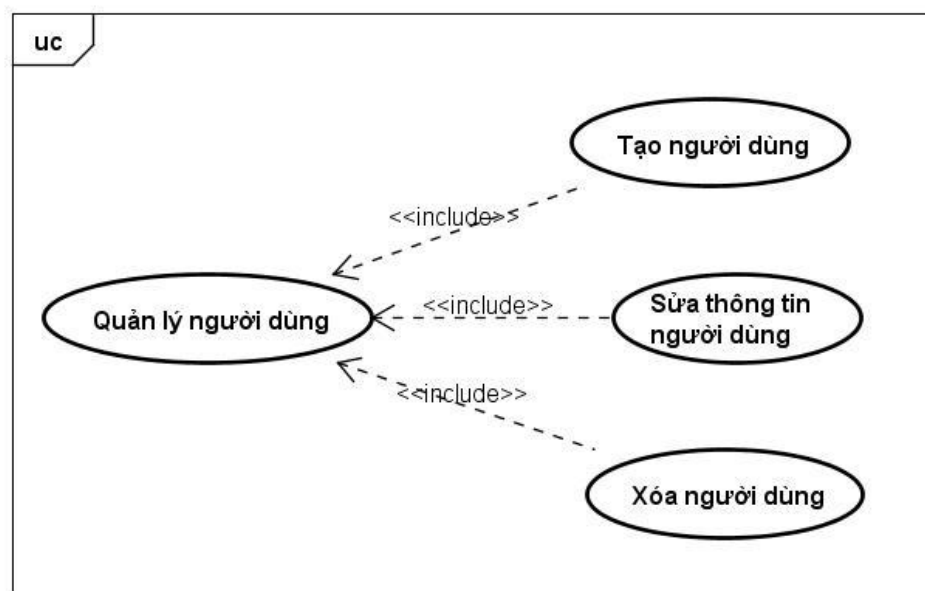 uc
Tạo người dùng
<<include>>
Quản lý người dùng
<<include>>
Sửa thông tin
người dùng
<<include>>
Xóa người dùng